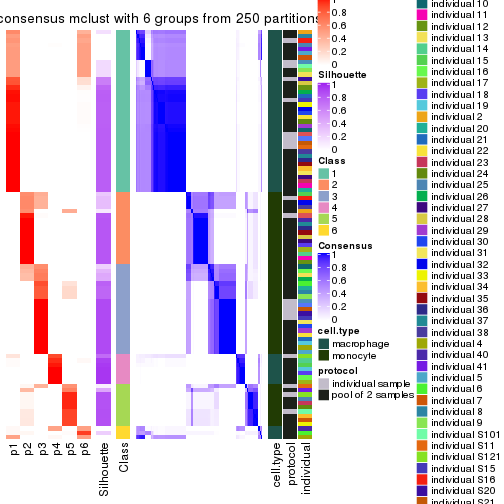 consensus mclust with 6 groups from 250 partitions
0.8
0.6
0.4
0.2
0
Silhouette
1
0.8
0.6
0.4
0.2
0
Class
1
2
3
4
5
6
Consensus
1
0.8
0.6
0.4
0.2
0
cell.type
macrophage
monocyte
protocol
individual sample
pool of 2 samples
p1
p2
p3
p4
p5
p6
Silhouette
Class
cell.type
protocol
individual
individual 10
individual 11
individual 12
individual 13
individual 14
individual 15
individual 16
individual 17
individual 18
individual 19
individual 2
individual 20
individual 21
individual 22
individual 23
individual 24
individual 25
individual 26
individual 27
individual 28
individual 29
individual 30
individual 31
individual 32
individual 33
individual 34
individual 35
individual 36
individual 37
individual 38
individual 4
individual 40
individual 41
individual 5
individual 6
individual 7
individual 8
individual 9
individual S101
individual S11
individual S121
individual S15
individual S16
individual S20
individual S21